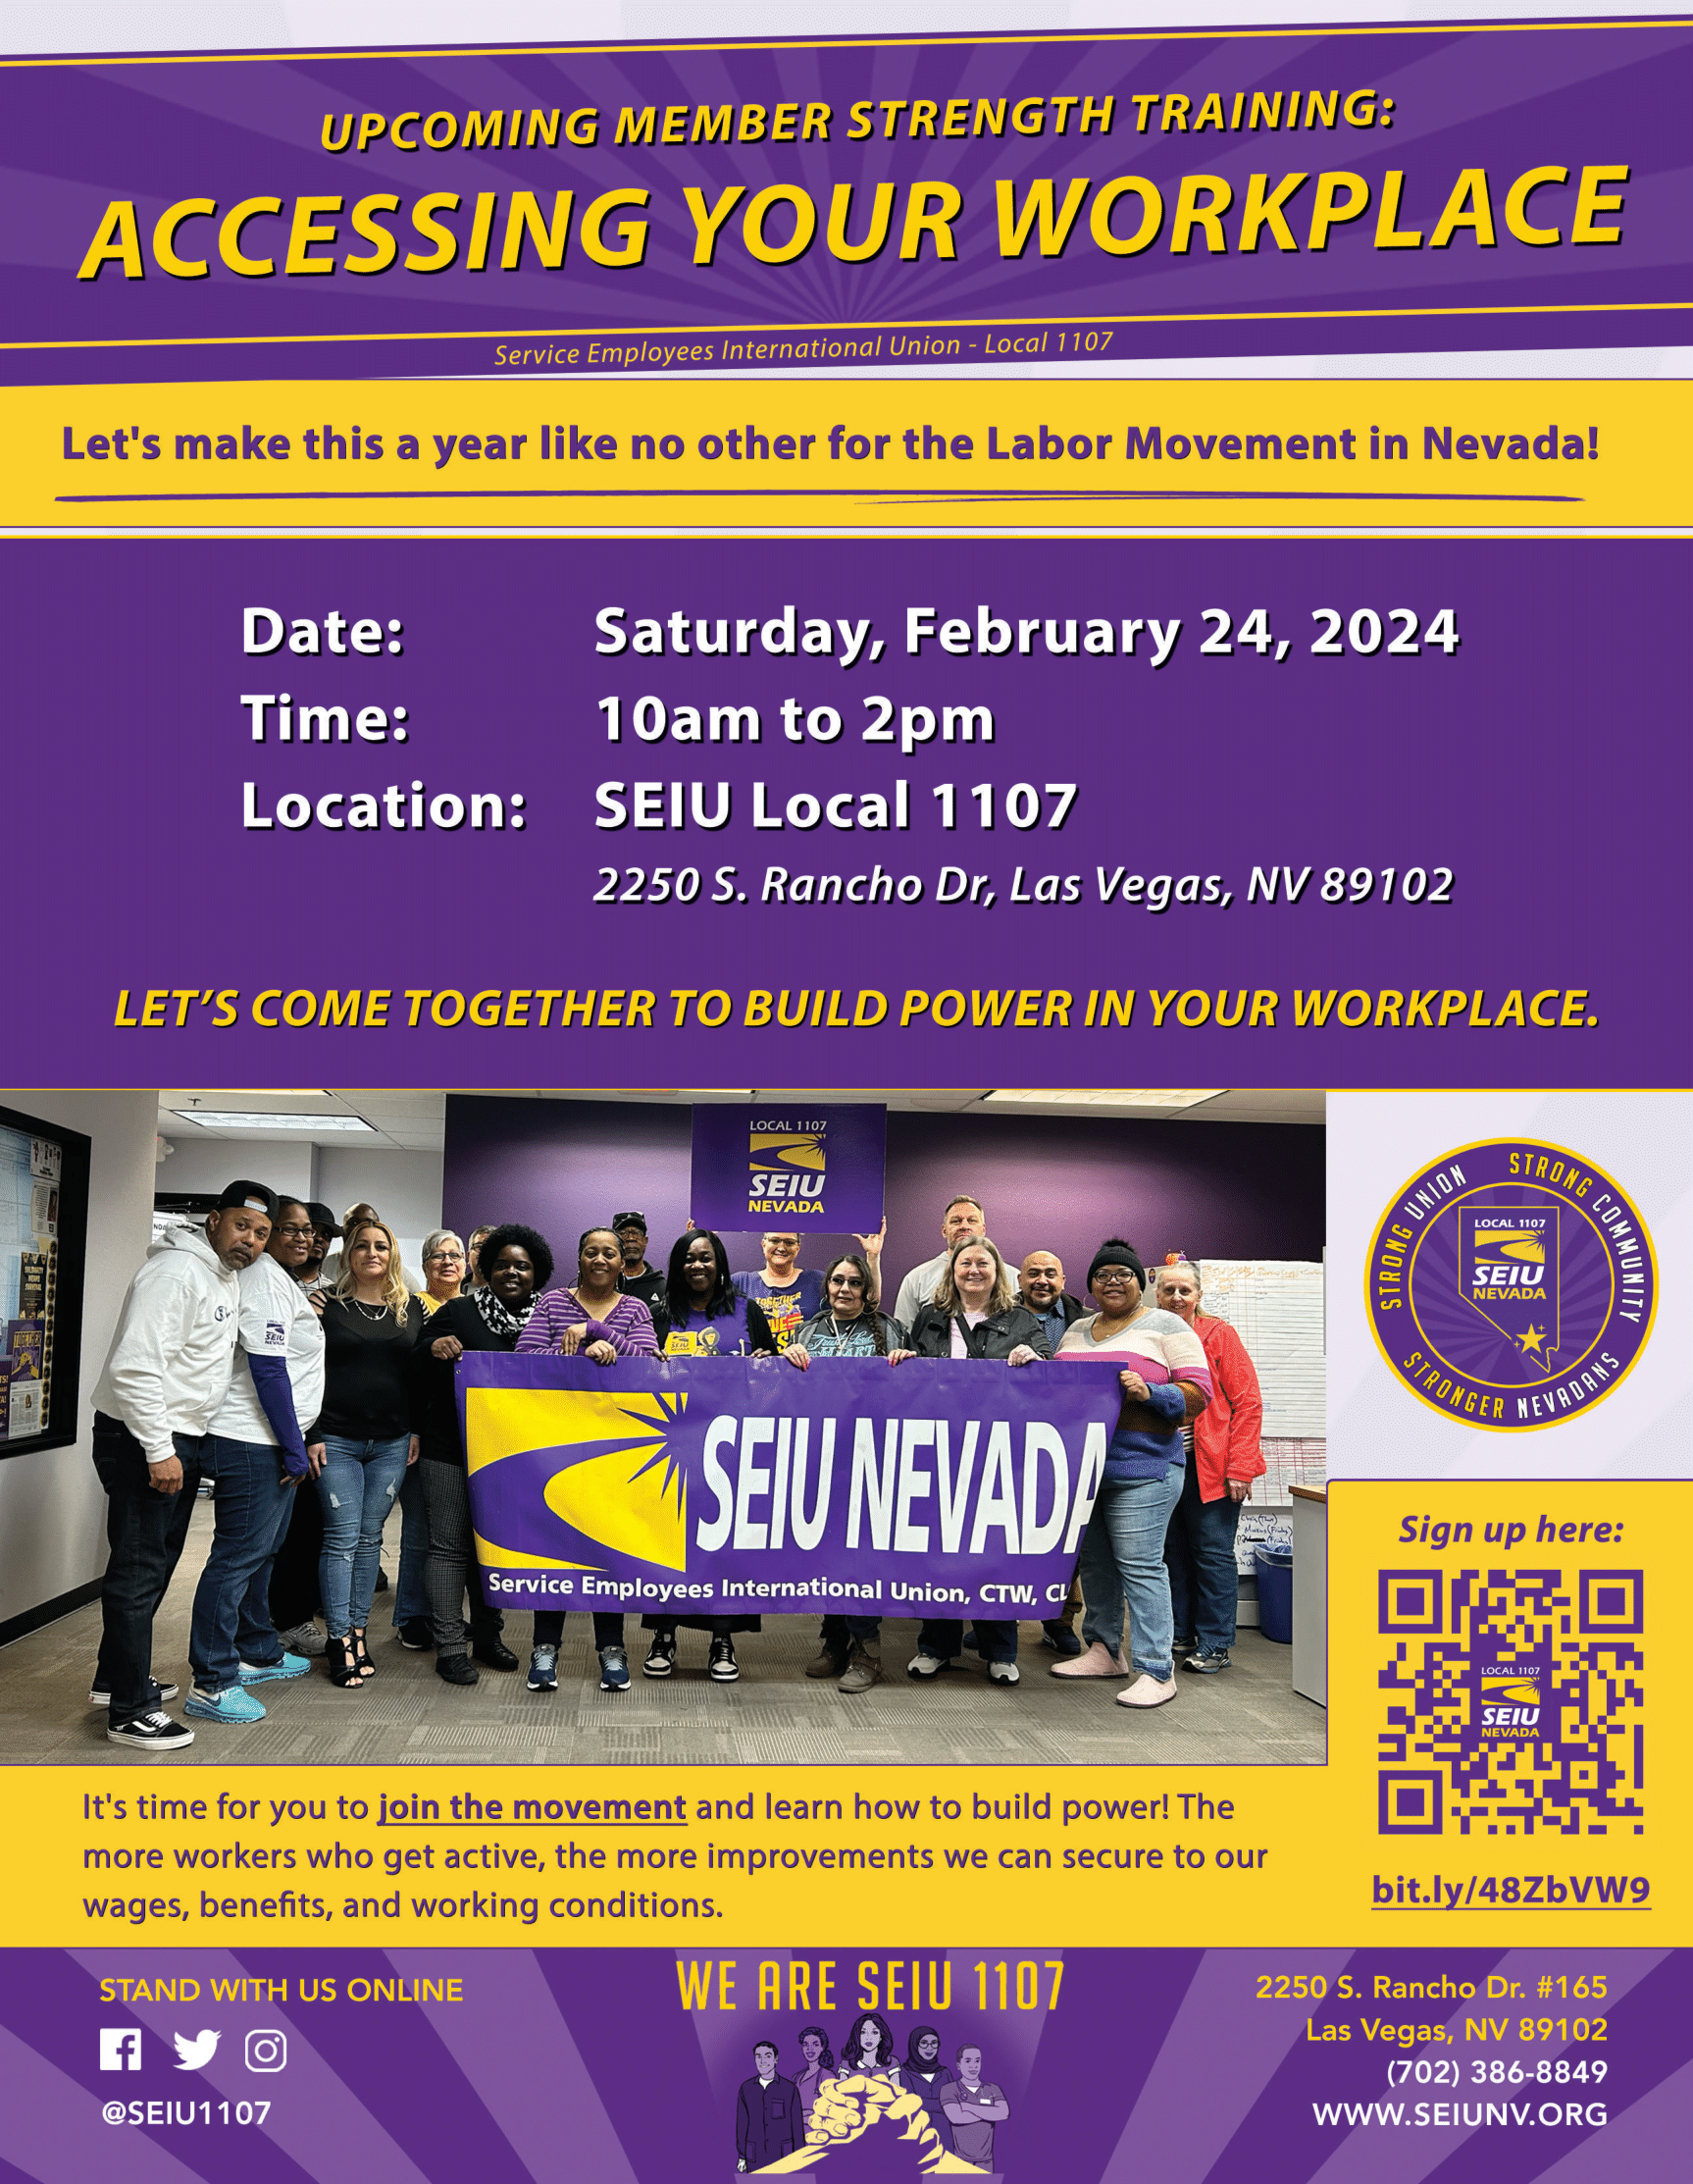 UPCOMING MEMBER STRENGTH TRAINING:
ACCESSING YOUR WORKPLACE
Service Employees International Union - Local 1107
Let's make this a year like no other for the Labor Movement in Nevada!
Date: Saturday, February 24, 2024
Time: 10am to 2pm
Location: SEIU Local 1107
2250 S. Rancho Dr, Las Vegas, NV 89102
LET'S COME TOGETHER TO BUILD POWER IN YOUR WORKPLACE.
LOCAL 1107
SEIU
NEVADA
SEIU NEVADA
Service Employees International Union, CTW, CL
STRONG UNION STRONG COMMUNITY
STRONGER NEVADANS
LOCAL 1107
SEIU
NEVADA
Sign up here:
LOCAL 1107
SEIU
NEVADA
bit.ly/48ZbVW9
It's time for you to join the movement and learn how to build power! The
more workers who get active, the more improvements we can secure to our
wages, benefits, and working conditions.
STAND WITH US ONLINE
@SEIU1107
WE ARE SEIU 1107
2250 S. Rancho Dr. #165
Las Vegas, NV 89102
(702) 386-8849
WWW.SEIUNV.ORG